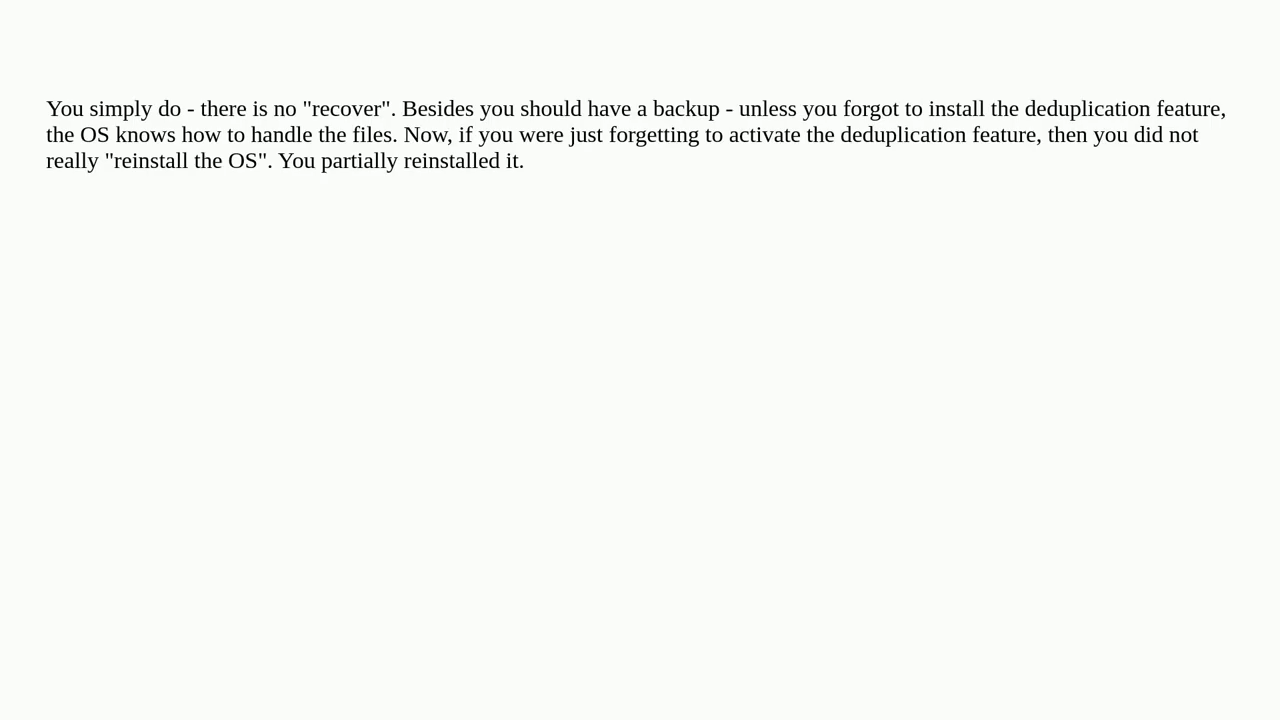 You simply do - there is no "recover". Besides you should have a backup - unless you forgot to install the deduplication feature,
the OS knows how to handle the files. Now, if you were just forgetting to activate the deduplication feature, then you did not
really "reinstall the OS". You partially reinstalled it.